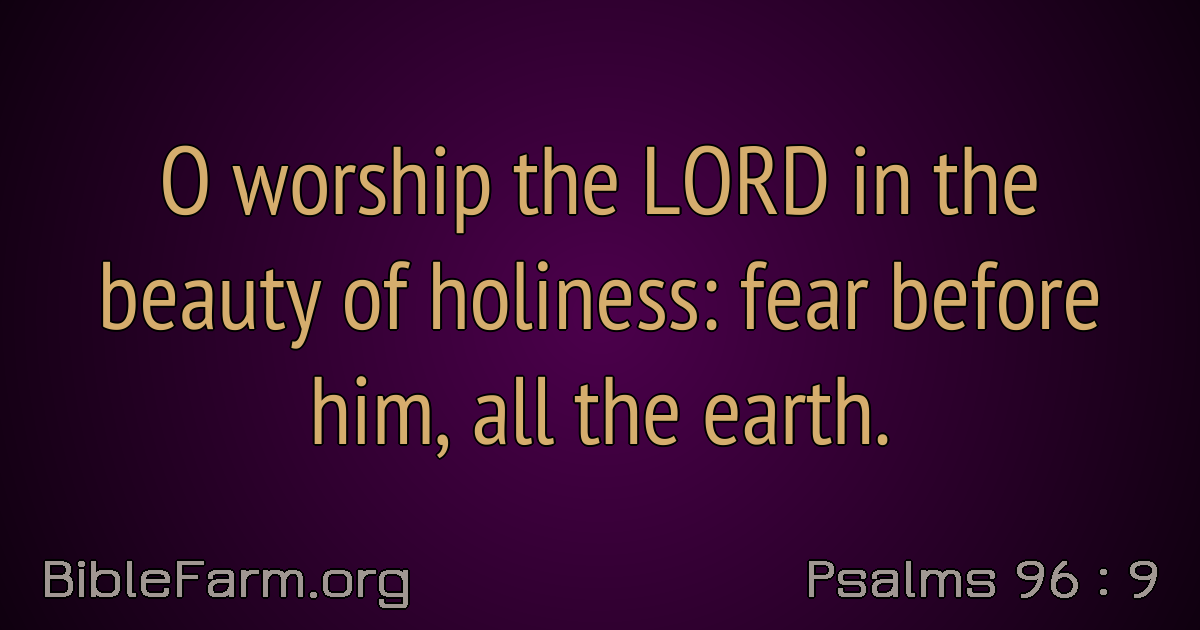 O worship the LORD in the
beauty of holiness: fear before
him, all the earth.
BibleFarm.org
Psalms 96 : 9